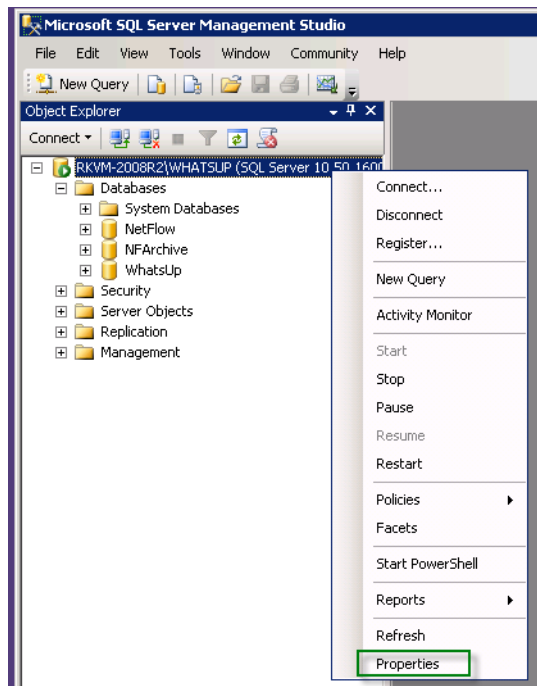 Microsoft SQL Server Management Studio
File Edit View Tools Window Community Help
New Query
Object Explorer
Connect
RKVM-2008R2\WHATSUP (SQL Server 10.50.1600
Databases
System Databases
NetFlow
NFArchive
WhatsUp
Security
Server Objects
Replication
Management
Connect...
Disconnect
Register...
New Query
Activity Monitor
Start
Stop
Pause
Resume
Restart
Policies
Facets
Start PowerShell
Reports
Refresh
Properties